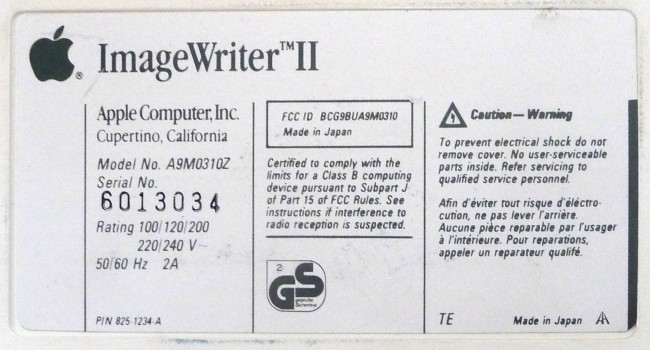 ImageWriter™II
Apple Computer, Inc.
Cupertino, California
Model No. A9M0310Z
Serial No.
6013034
Rating 100/120/200
220/240 V~
50/60 Hz 2A
P/N 825-1234-A
FCC ID BCG9BUA9M0310
Made in Japan
Certified to comply with the
limits for a Class B computing
device pursuant to Subpart J
of Part 15 of FCC Rules. See
instructions if interference to
radio reception is suspected.
GS
geprüfte
Sicherheit
Caution — Warning
To prevent electrical shock do not
remove cover. No user-serviceable
parts inside. Refer servicing to
qualified service personnel.
Afin d'éviter tout risque d'électro-
cution, ne pas lever l'arrière.
Aucune pièce reparable par l'usager
à l'intérieure. Pour reparations,
appeler un reparateur qualifé.
TE Made in Japan